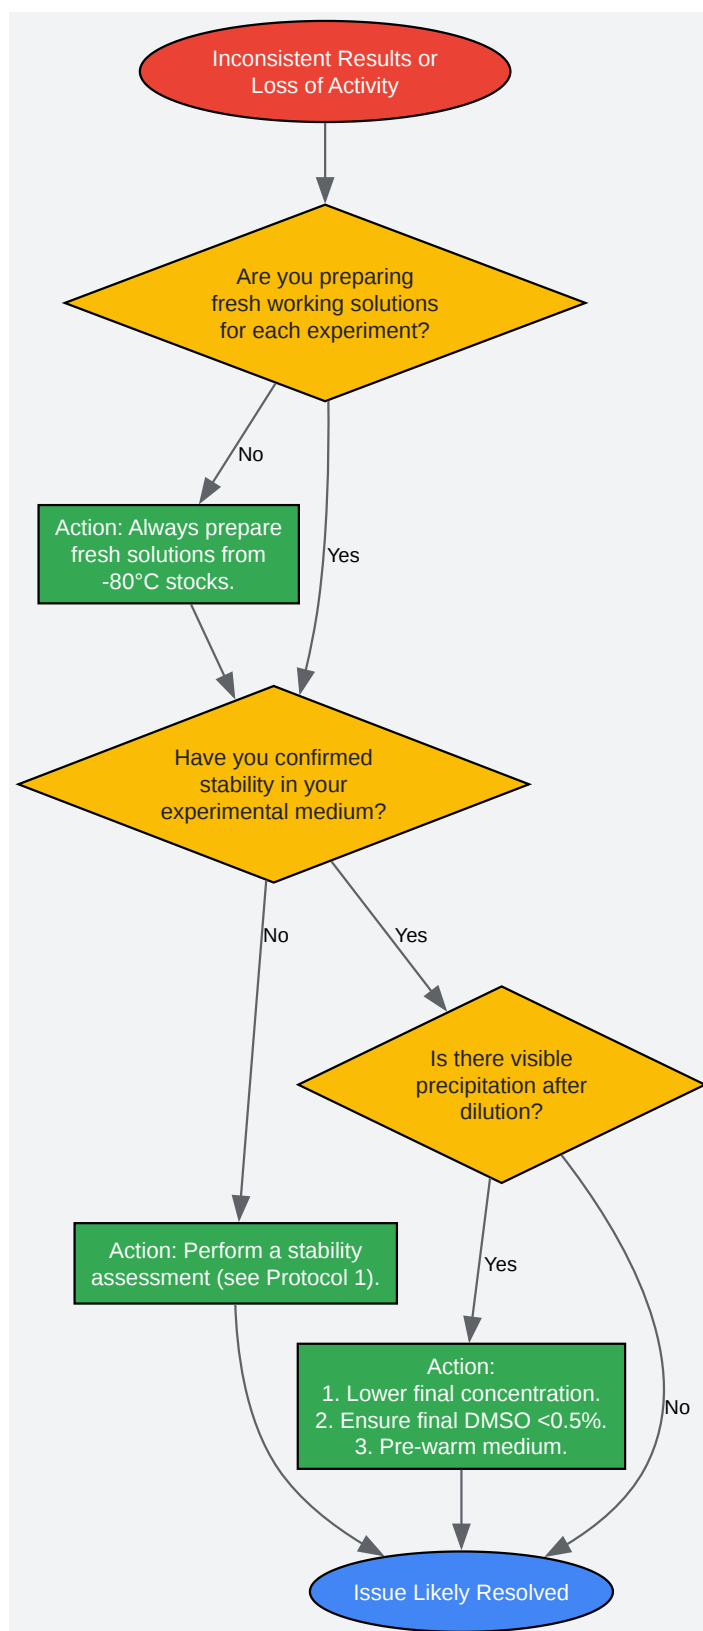 Inconsistent Results or
Loss of Activity
Are you preparing
fresh working solutions
for each experiment?
No
Action: Always prepare
fresh solutions from
-80°C stocks.
Yes
Have you confirmed
stability in your
experimental medium?
No
Yes
Is there visible
precipitation after
dilution?
Action: Perform a stability
assessment (see Protocol 1).
Yes
Action:
1. Lower final concentration.
2. Ensure final DMSO <0.5%.
3. Pre-warm medium.
No
Issue Likely Resolved